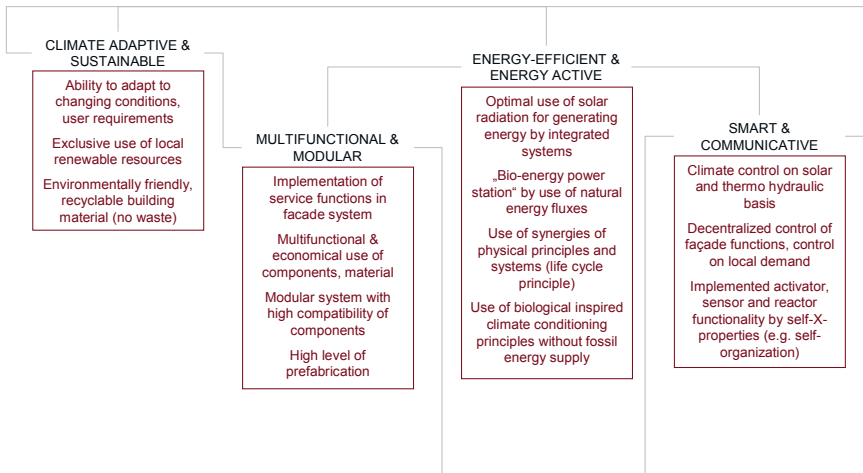 CLIMATE ADAPTIVE &
SUSTAINABLE
Ability to adapt to
changing conditions,
user requirements
Exclusive use of local
renewable resources
Environmentally friendly,
recyclable building
material (no waste)
MULTIFUNCTIONAL &
MODULAR
Implementation of
service functions in
facade system
Multifunctional &
economical use of
components, material
Modular system with
high compatibility of
components
High level of
prefabrication
ENERGY-EFFICIENT &
ENERGY ACTIVE
Optimal use of solar
radiation for generating
energy by integrated
systems
„Bio-energy power
station“ by use of natural
energy fluxes
Use of synergies of
physical principles and
systems (life cycle
principle)
Use of biological inspired
climate conditioning
principles without fossil
energy supply
SMART &
COMMUNICATIVE
Climate control on solar
and thermo hydraulic
basis
Decentralized control of
façade functions, control
on local demand
Implemented activator,
sensor and reactor
functionality by self-X-
properties (e.g. self-
organization)